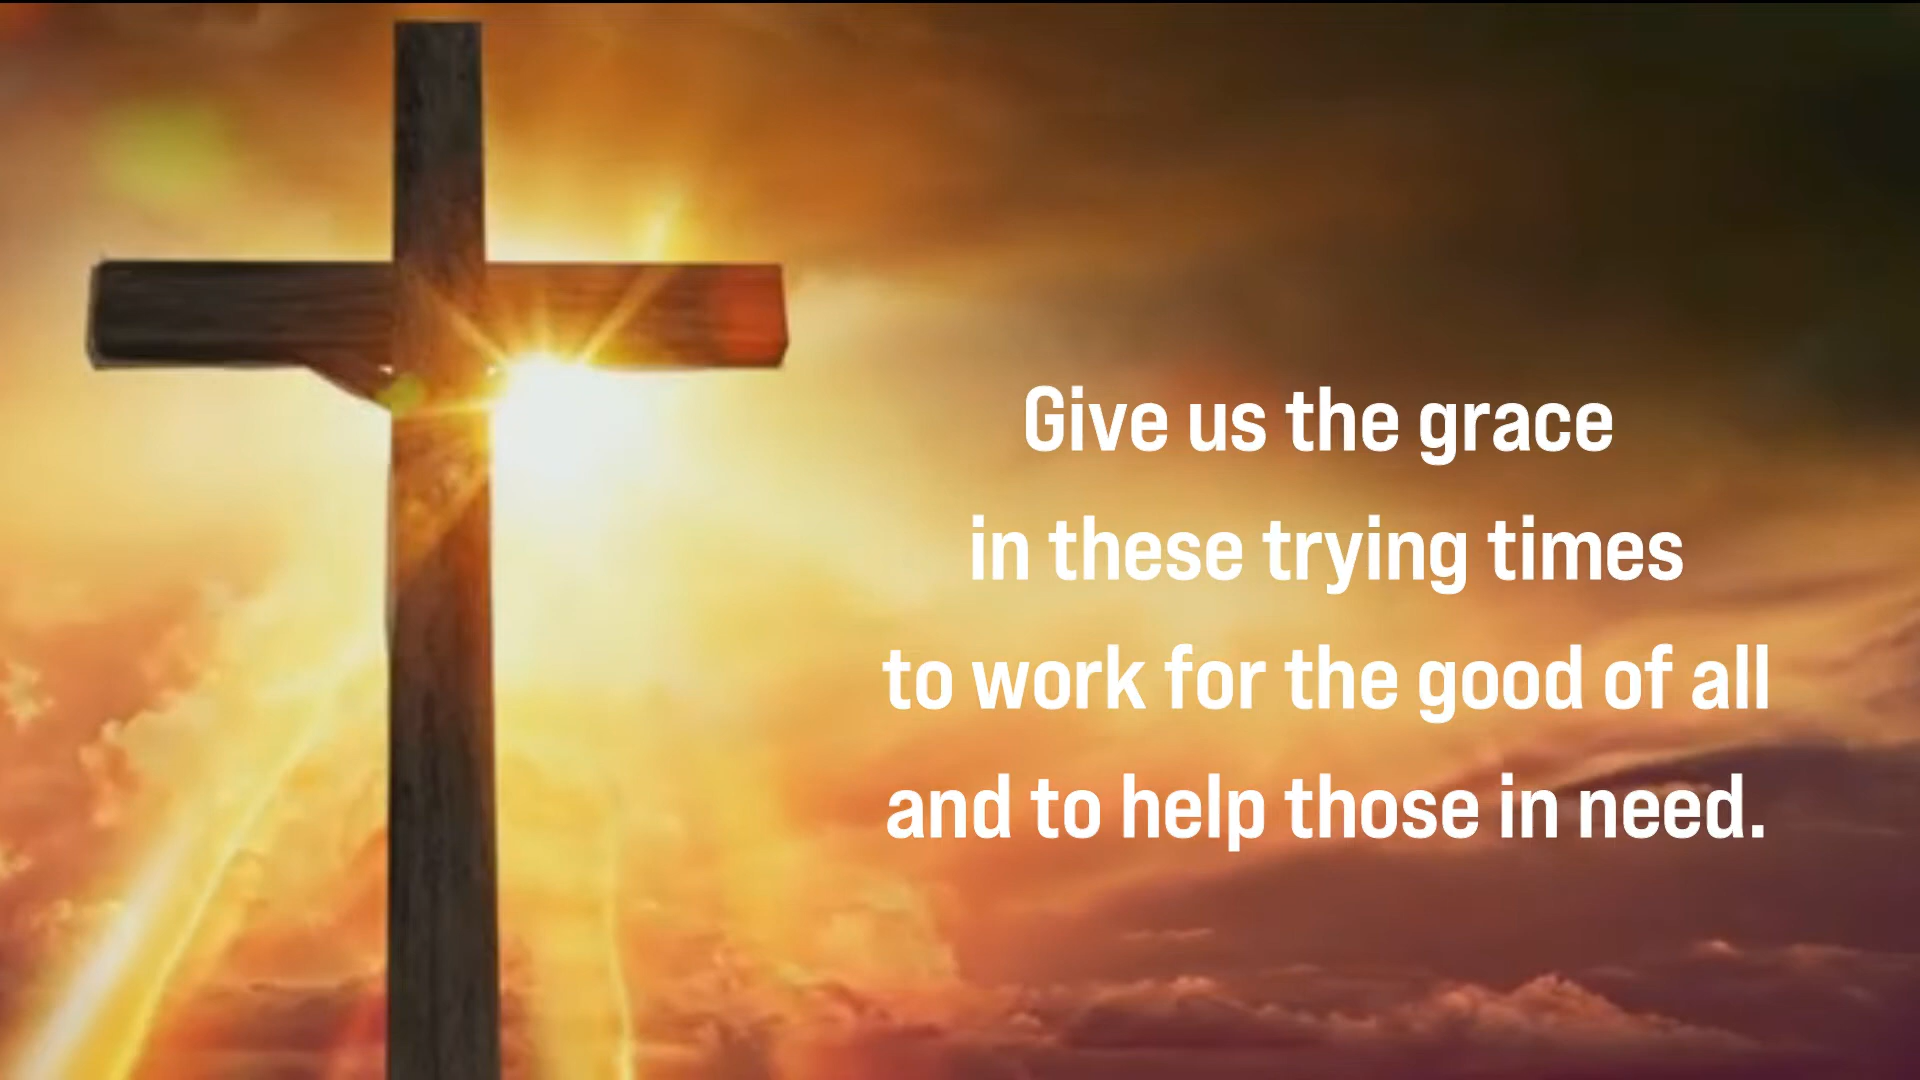 Give us the grace
in these trying times
to work for the good of all
and to help those in need.